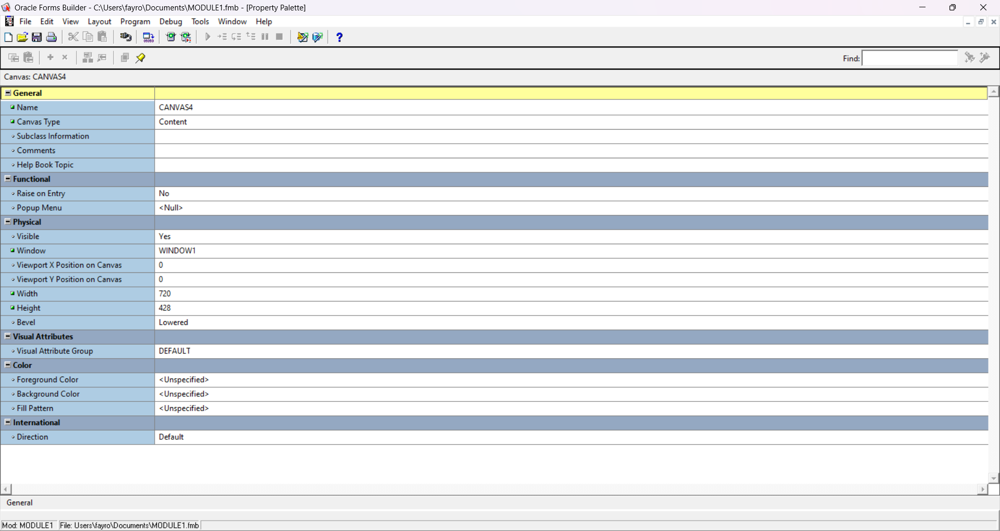 Oracle Forms Builder - C:\Users\fayro\Documents\MODULE1.fmb - [Property Palette]
File Edit View Layout Program Debug Tools Window Help
Find:
Canvas: CANVAS4
General
Name CANVAS4
Canvas Type Content
Subclass Information
Comments
Help Book Topic
Functional
Raise on Entry No
Popup Menu <Null>
Physical
Visible Yes
Window WINDOW1
Viewport X Position on Canvas 0
Viewport Y Position on Canvas 0
Width 720
Height 428
Bevel Lowered
Visual Attributes
Visual Attribute Group DEFAULT
Color
Foreground Color <Unspecified>
Background Color <Unspecified>
Fill Pattern <Unspecified>
International
Direction Default
General
Mod: MODULE1 File: Users\fayro\Documents\MODULE1.fmb